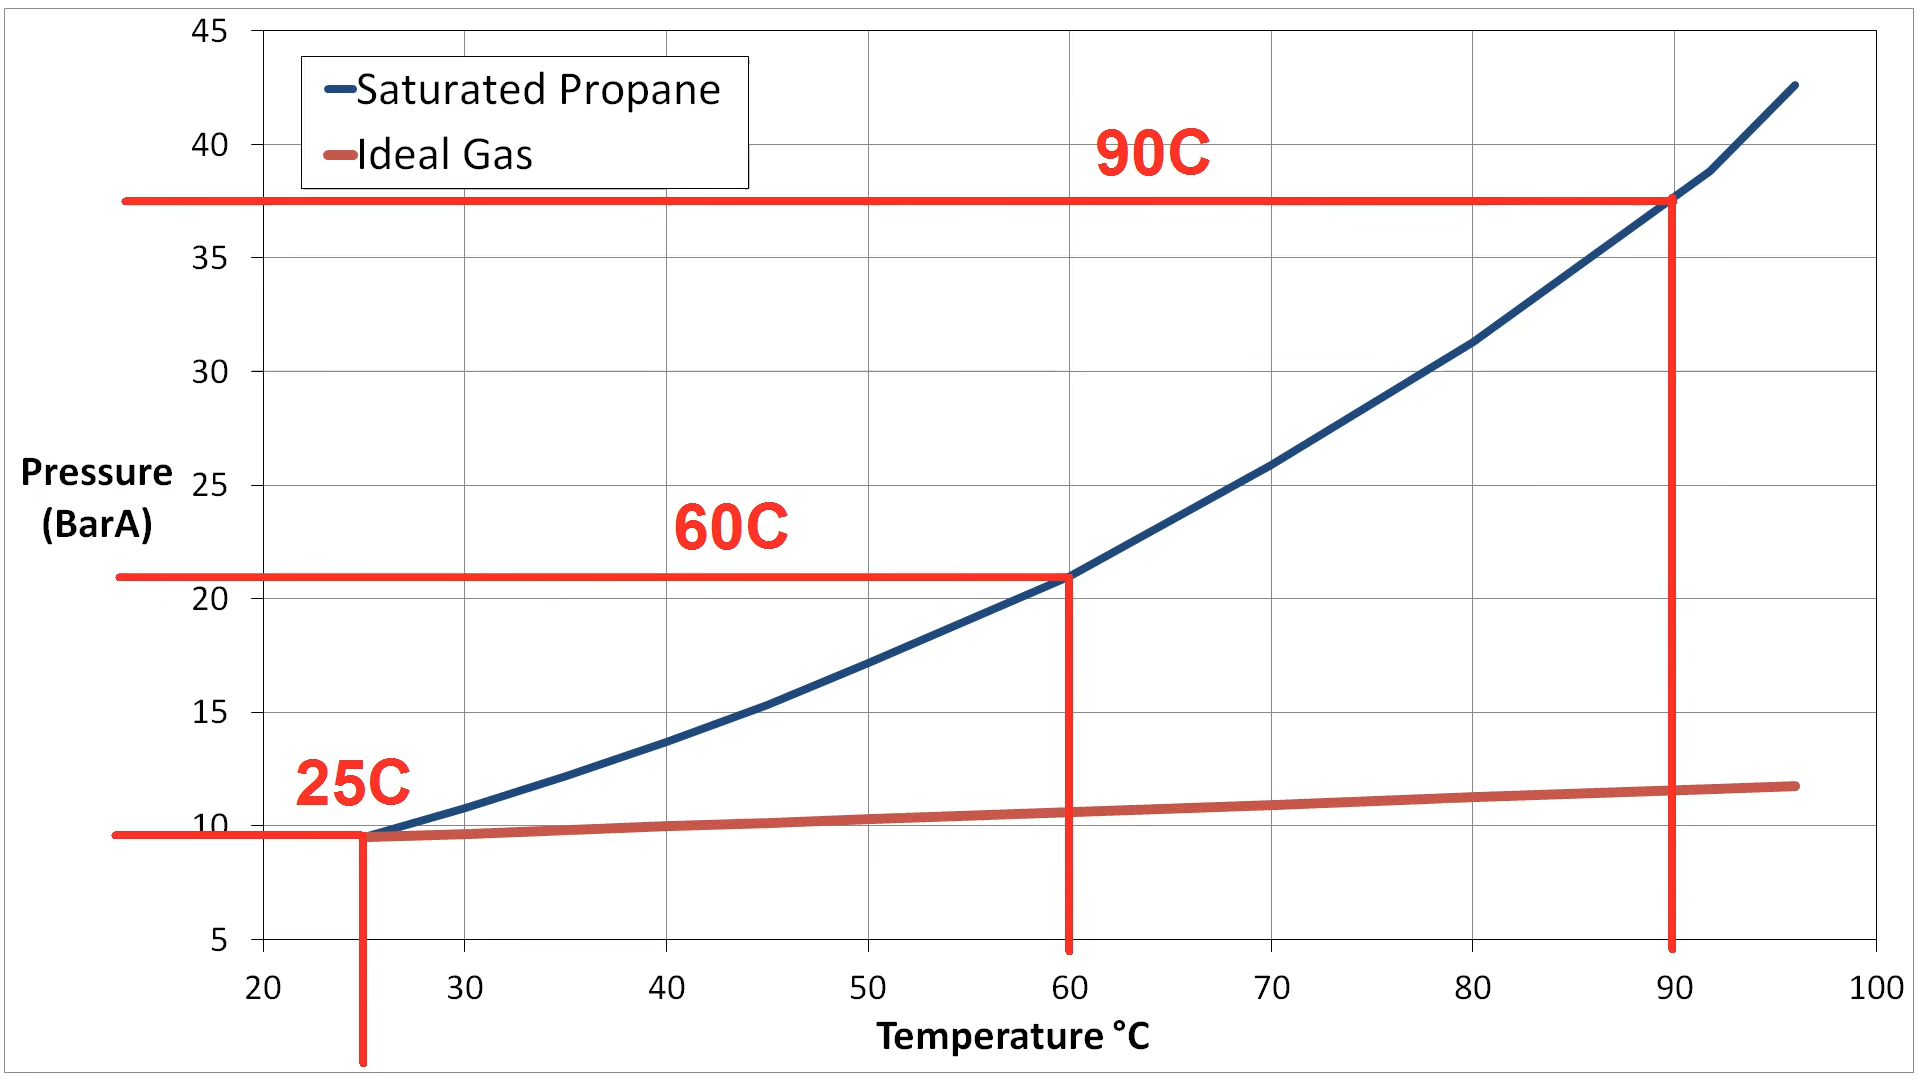 45
Saturated Propane
Ideal Gas
40
90C
35
30
Pressure
(BarA)
25
60C
20
15
25C
10
5
20 30 40 50 60 70 80 90 100
Temperature °C